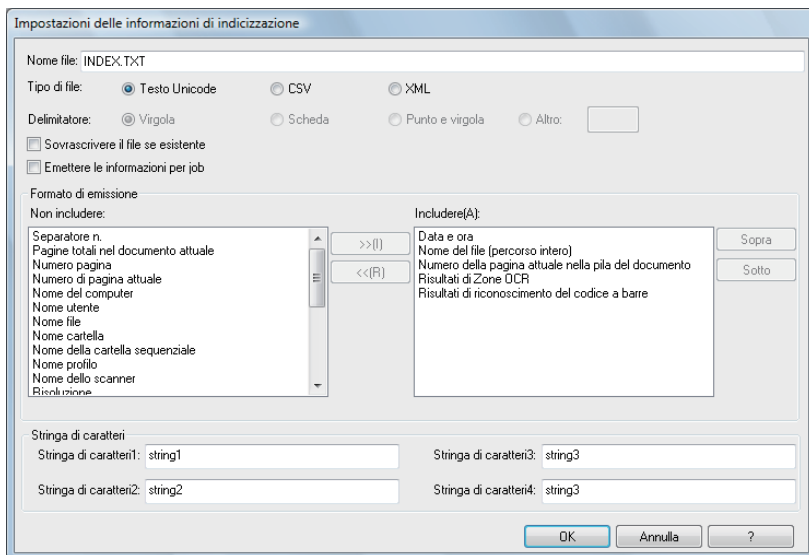 Impostazioni delle informazioni di indicizzazione
Nome file: INDEX.TXT
Tipo di file: Testo Unicode CSV XML
Delimitatore: Virgola Scheda Punto e virgola Altro:
Sovrascrivere il file se esistente
Emettere le informazioni per job
Formato di emissione
Non includere: Includere(A):
Separatore n.
Pagine totali nel documento attuale
Numero pagina
Numero di pagina attuale
Nome del computer
Nome utente
Nome file
Nome cartella
Nome della cartella sequenziale
Nome profilo
Nome dello scanner
Risoluzione
>>(I)
<<(R)
Data e ora
Nome del file (percorso intero)
Numero della pagina attuale nella pila del documento
Risultati di Zone OCR
Risultati di riconoscimento del codice a barre
Sopra
Sotto
Stringa di caratteri
Stringa di caratteri1: string1 Stringa di caratteri3: string3
Stringa di caratteri2: string2 Stringa di caratteri4: string3
OK Annulla ?